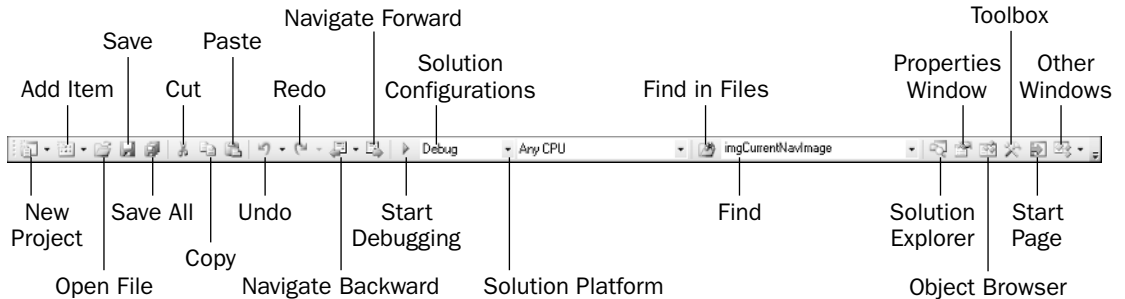 Navigate Forward
Toolbox
Save
Paste
Solution
Configurations
Properties
Window
Other
Windows
Add Item
Cut
Redo
Find in Files
Debug
Any CPU
imgCurrentNavImage
New
Project
Save All
Undo
Start
Debugging
Find
Solution
Explorer
Start
Page
Copy
Open File
Navigate Backward
Solution Platform
Object Browser